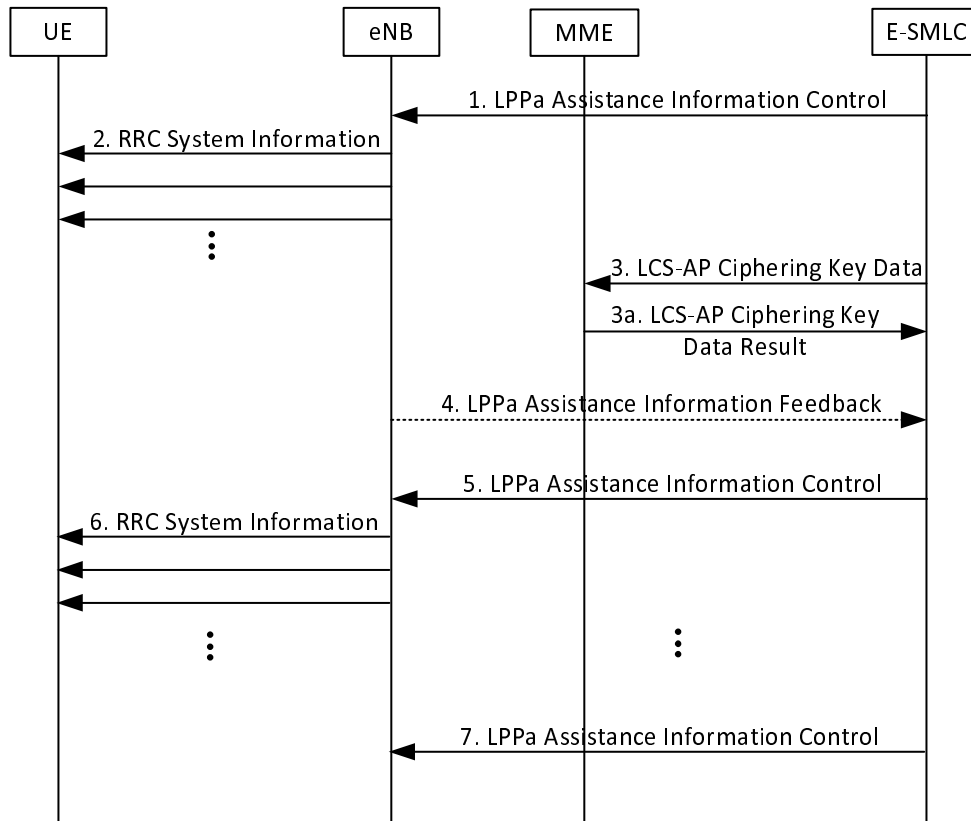 UE
eNB
MME
E-SMLC
1. LPPa Assistance Information Control
2. RRC System Information
3. LCS-AP Ciphering Key Data
3a. LCS-AP Ciphering Key
Data Result
4. LPPa Assistance Information Feedback
5. LPPa Assistance Information Control
6. RRC System Information
7. LPPa Assistance Information Control